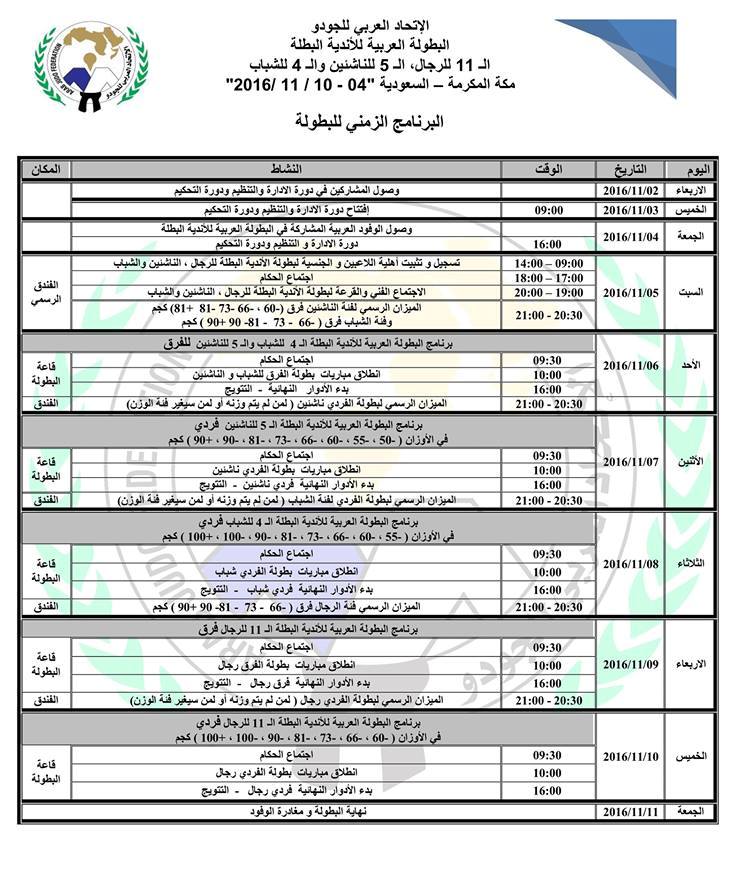 الإتحاد العربي للجودو
البطولة العربية للأندية البطلة
الـ 11 للرجال، الـ 5 للناشئين والـ 4 للشباب
مكة المكرمة – السعودية "04 - 10 / 11 /2016"
البرنامج الزمني للبطولة
الإتحاد العربي للجودو
ARAB JUDO FEDERATION
اليوم التاريخ الوقت النشاط المكان
الاربعاء 2016/11/02 وصول المشاركين في دورة الادارة والتنظيم ودورة التحكيم
الخميس 2016/11/03 09:00 إفتتاح دورة الادارة والتنظيم ودورة التحكيم
الجمعة 2016/11/04 وصول الوفود العربية المشاركة في البطولة العربية للأندية البطلة
16:00 دورة الادارة و التنظيم ودورة التحكيم
السبت 2016/11/05 09:00 – 14:00 تسجيل و تثبيت أهلية اللاعبين و الجنسية لبطولة الأندية البطلة للرجال ، الناشئين والشباب الفندق الرسمي
17:00 – 18:00 اجتماع الحكام
19:00 – 20:00 الاجتماع الفني والقرعة لبطولة الأندية البطلة للرجال ، الناشئين والشباب
20:30 - 21:00 الميزان الرسمي لفئة الناشئين فرق (-60 ، -66 -73 -81 +81) كجم
وفئة الشباب فرق ( -66 - 73 - 81- 90 +90 ) كجم
الأحد 2016/11/06 برنامج البطولة العربية للأندية البطلة الـ 4 للشباب والـ 5 للناشئين للفرق
09:30 اجتماع الحكام قاعة البطولة
10:00 انطلاق مباريات بطولة الفرق للشباب و الناشئين
16:00 بدء الأدوار النهائية - التتويج
20:30 - 21:00 الميزان الرسمي لبطولة الفردي ناشئين ( لمن لم يتم وزنه أو لمن سيغير فئة الوزن) الفندق
الأثنين 2016/11/07 برنامج البطولة العربية للأندية البطلة الـ 5 للناشئين فردي
في الأوزان ( -50 ، -55 ، -60 ، -66 ، -73 ، -81 ، -90 ، +90 ) كجم
09:30 اجتماع الحكام قاعة البطولة
10:00 انطلاق مباريات بطولة الفردي ناشئين
16:00 بدء الأدوار النهائية فردي ناشئين - التتويج
20:30 - 21:00 الميزان الرسمي لبطولة الفردي لفئة الشباب ( لمن لم يتم وزنه أو لمن سيغير فئة الوزن) الفندق
الثلاثاء 2016/11/08 برنامج البطولة العربية للأندية البطلة الـ 4 للشباب فردي
في الأوزان ( -55 ، -60 ، -66 ، -73 ، -81 ، -90 ، -100 ، +100 ) كجم
09:30 اجتماع الحكام قاعة البطولة
10:00 انطلاق مباريات بطولة الفردي شباب
16:00 بدء الأدوار النهائية فردي شباب - التتويج
20:30 - 21:00 الميزان الرسمي فئة الرجال فرق ( -66 - 73 - 81- 90 +90 ) كجم الفندق
الاربعاء 2016/11/09 برنامج البطولة العربية للأندية البطلة الـ 11 للرجال فرق
09:30 اجتماع الحكام قاعة البطولة
10:00 انطلاق مباريات بطولة الفرق رجال
16:00 بدء الأدوار النهائية فرق رجال - التتويج
20:30 - 21:00 الميزان الرسمي لبطولة الفردي رجال ( لمن لم يتم وزنه أو لمن سيغير فئة الوزن) الفندق
الخميس 2016/11/10 برنامج البطولة العربية للأندية البطلة الـ 11 للرجال فردي
في الأوزان ( -60 ، -66 ، -73 ، -81 ، -90 ، -100 ، +100 ) كجم
09:30 اجتماع الحكام قاعة البطولة
10:00 انطلاق مباريات بطولة الفردي رجال
16:00 بدء الأدوار النهائية فردي رجال - التتويج
الجمعة 2016/11/11 نهاية البطولة و مغادرة الوفود